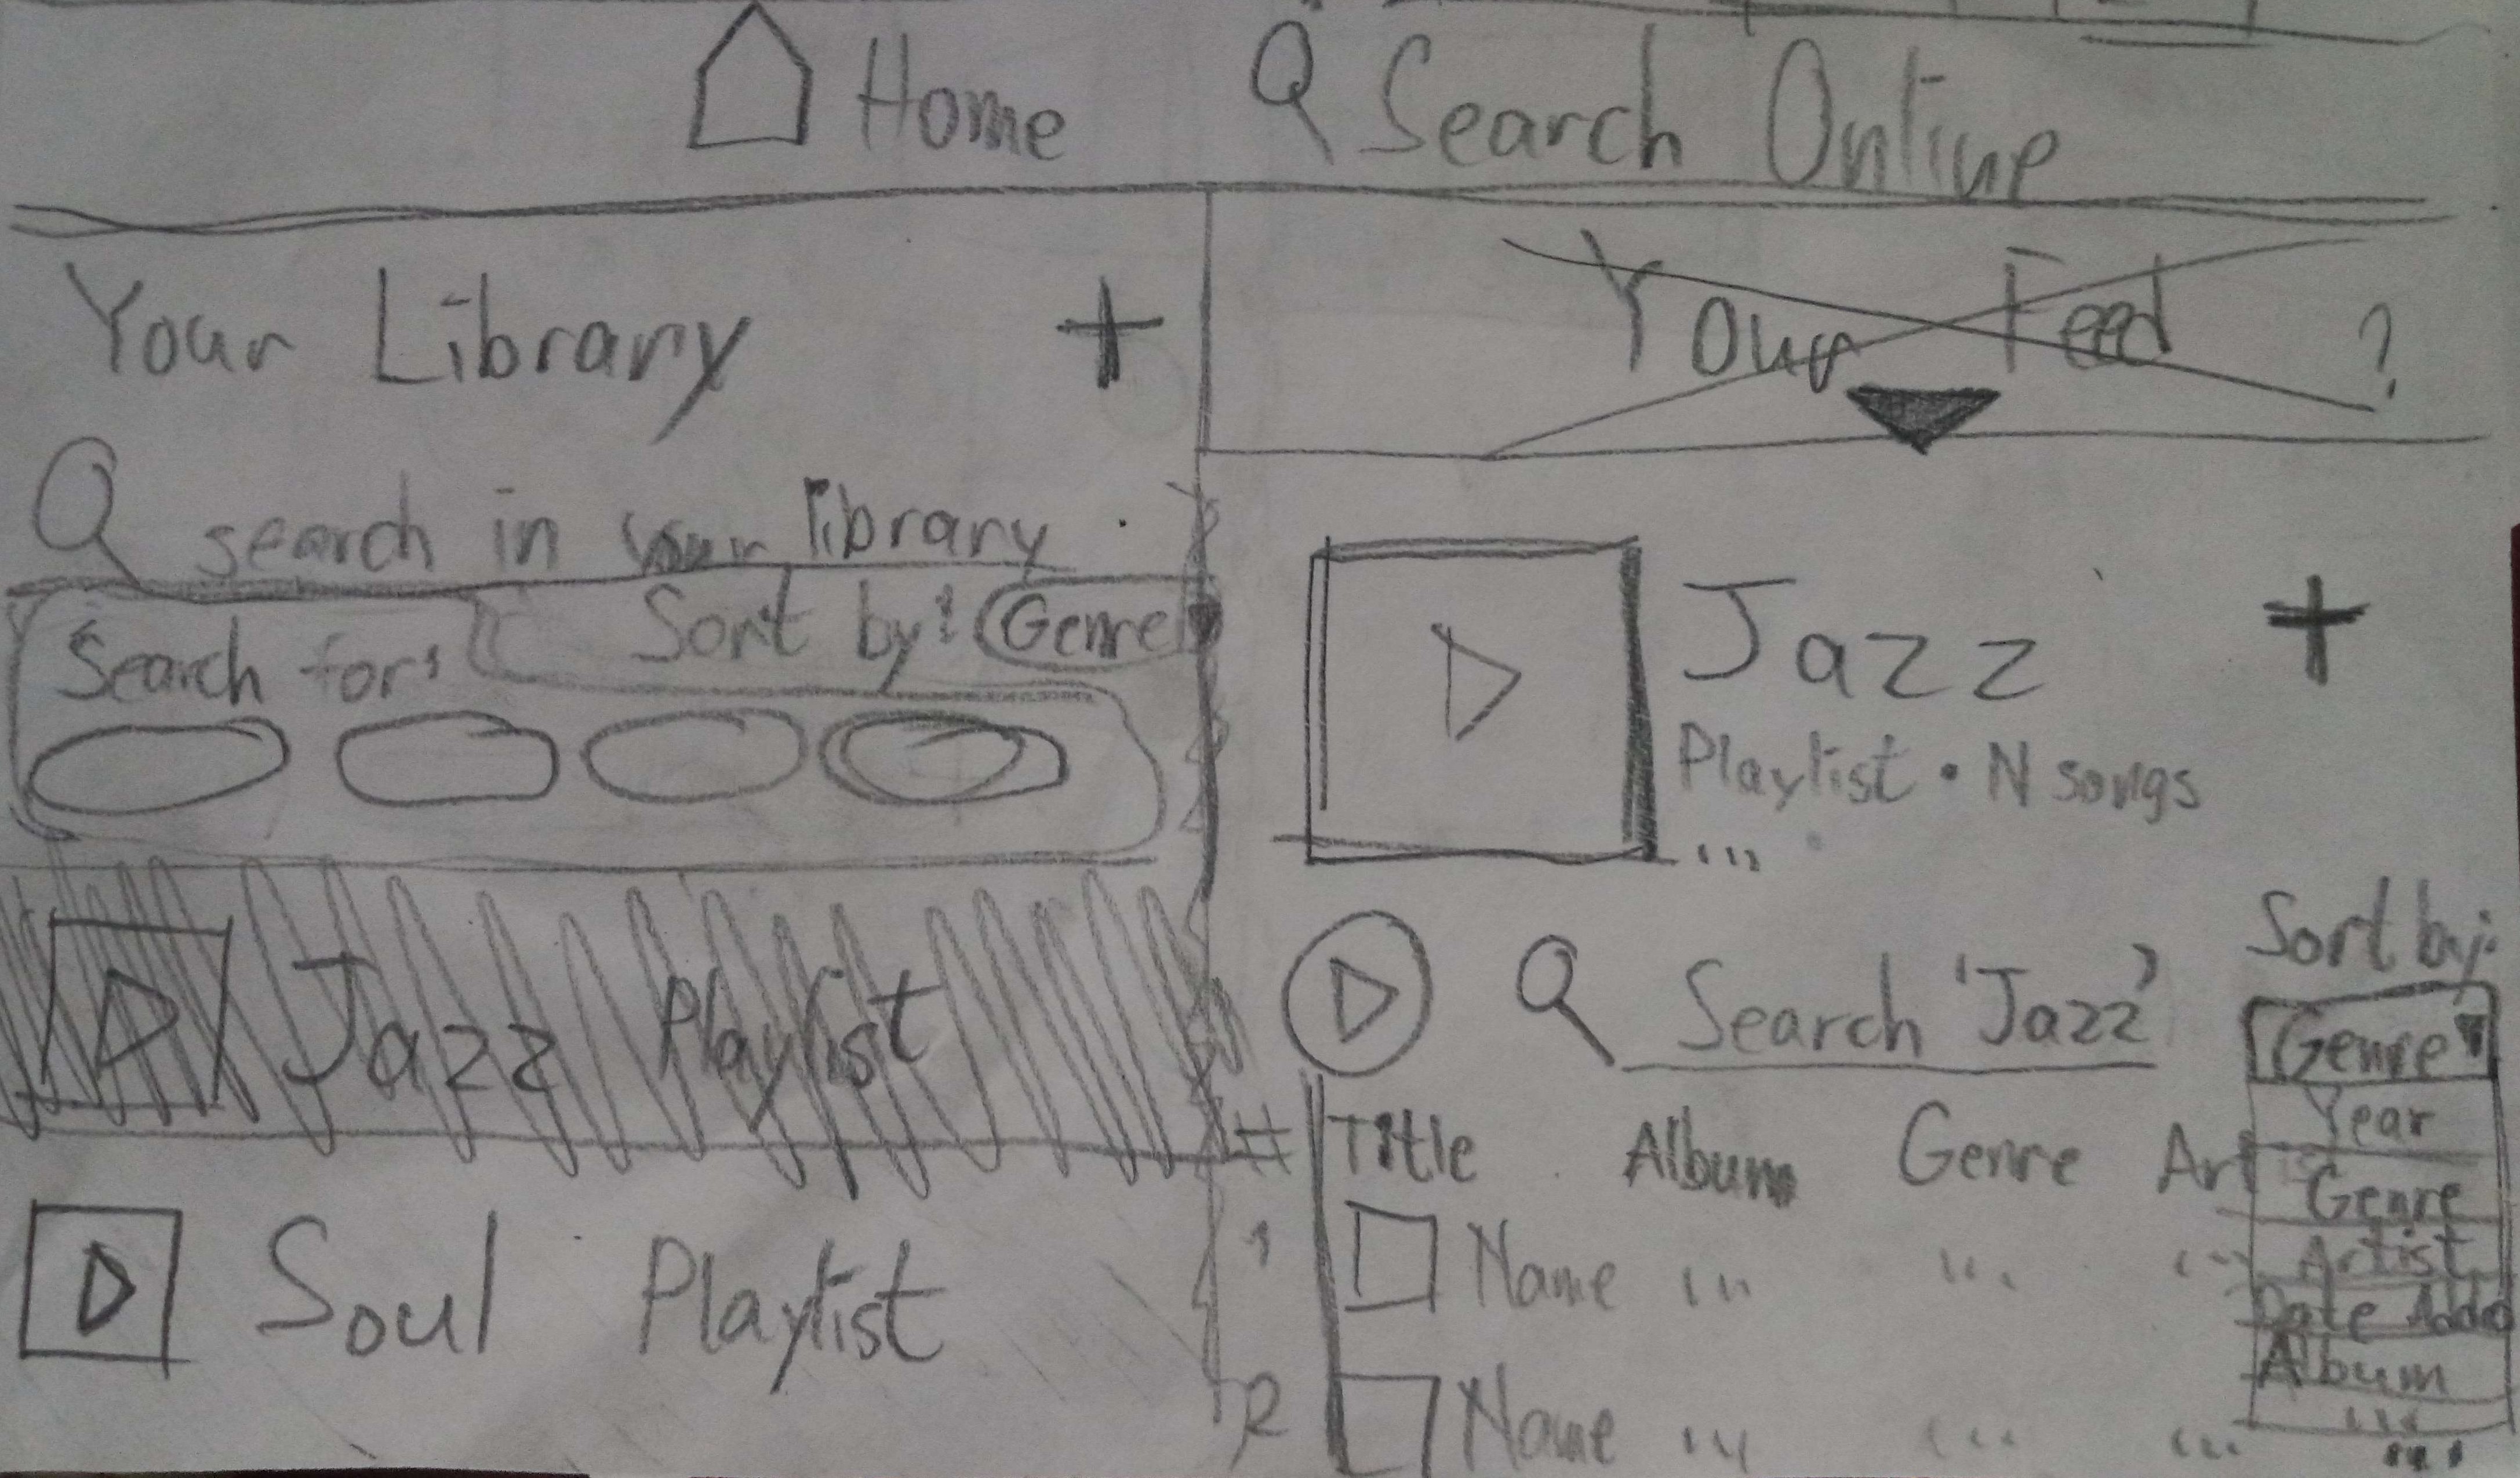 Home
Search Online
Your Library +
search in your library
Search for:
Sort by: Genre
Jazz Playlist
Soul Playlist
Your Feed ?
Jazz +
Playlist • N songs
...
Search 'Jazz'
Sort by:
Genre
Year
Genre
Artist
Date Added
Album
...
...
# Title Album Genre Art
1 Name ... ... ...
2 Name ... ... ...